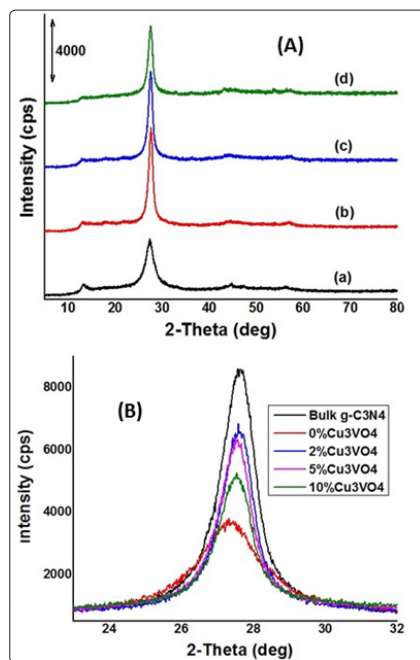 4000
(A)
(d)
(c)
(b)
(a)
Intensity (cps)
10 20 30 40 50 60 70 80
2-Theta (deg)
(B)
8000
6000
4000
2000
Bulk g-C3N4
0%Cu3VO4
2%Cu3VO4
5%Cu3VO4
10%Cu3VO4
intensity (cps)
24 26 28 30 32
2-Theta (deg)